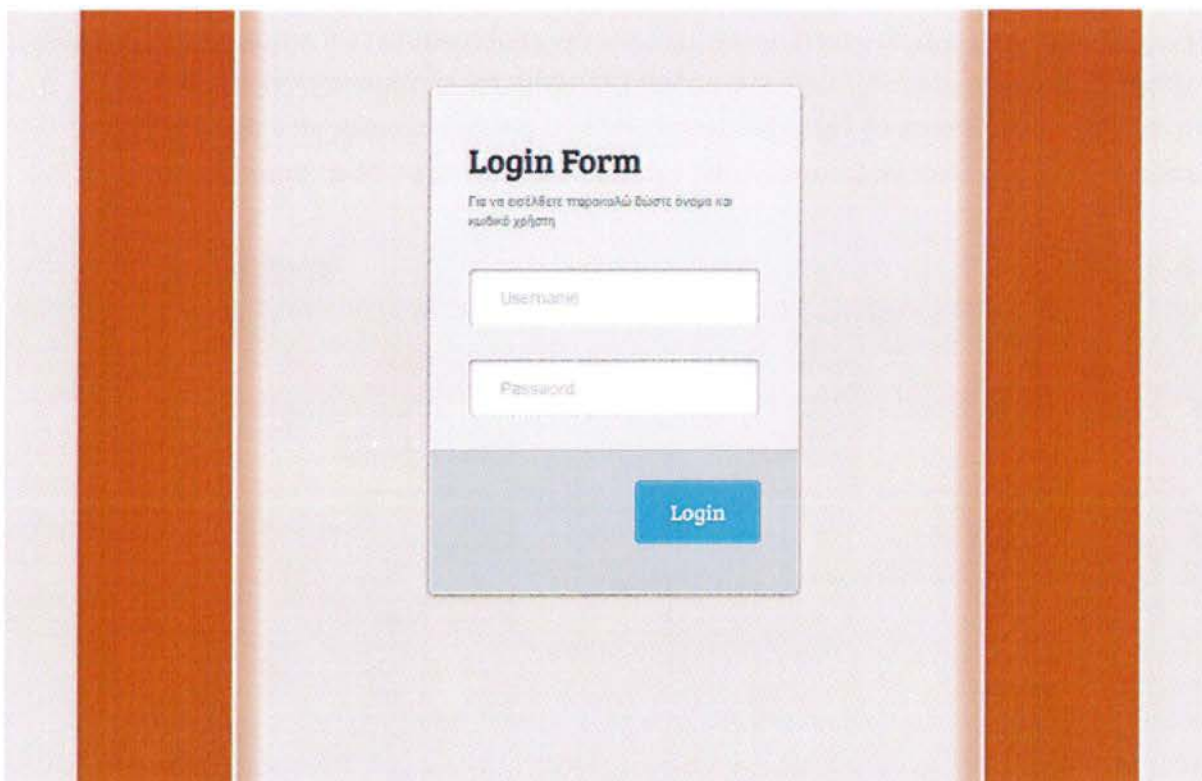 Login Form
Για να εισέλθετε παρακαλώ δώστε όνομα και
κωδικό χρήστη
Username
Password
Login